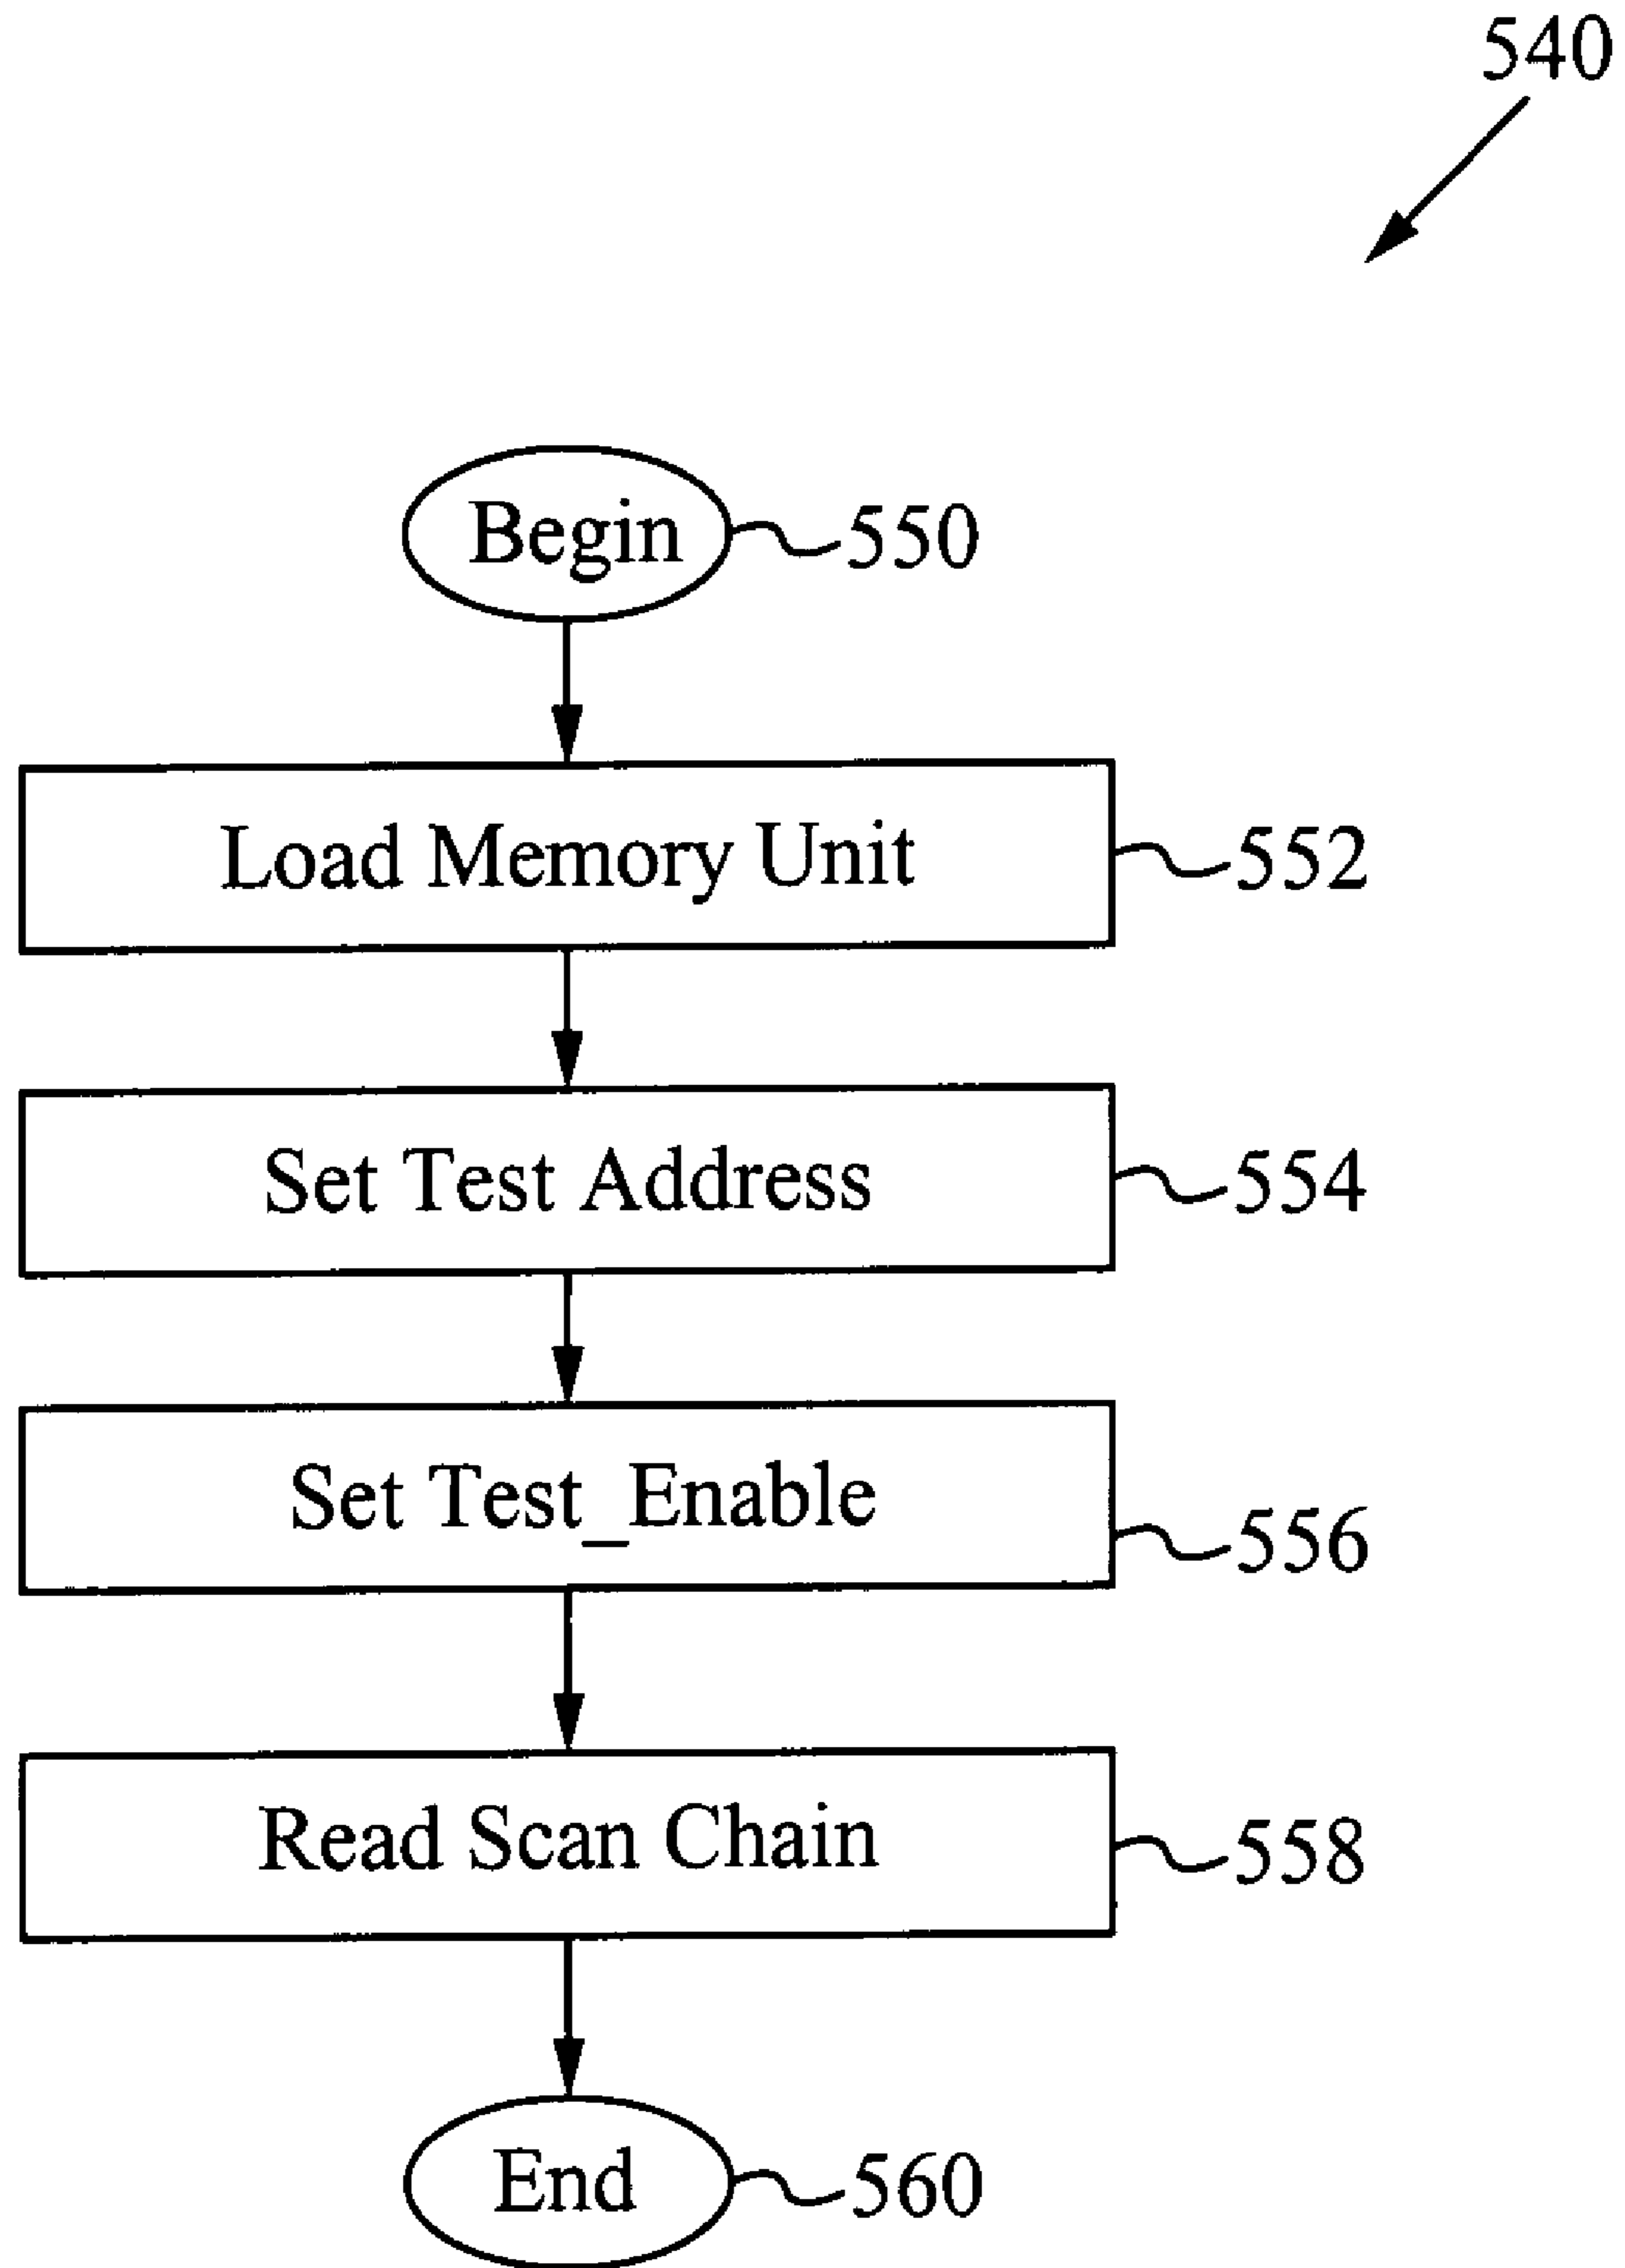 540
Begin 550
Load Memory Unit 552
Set Test Address 554
Set Test_Enable 556
Read Scan Chain 558
End 560